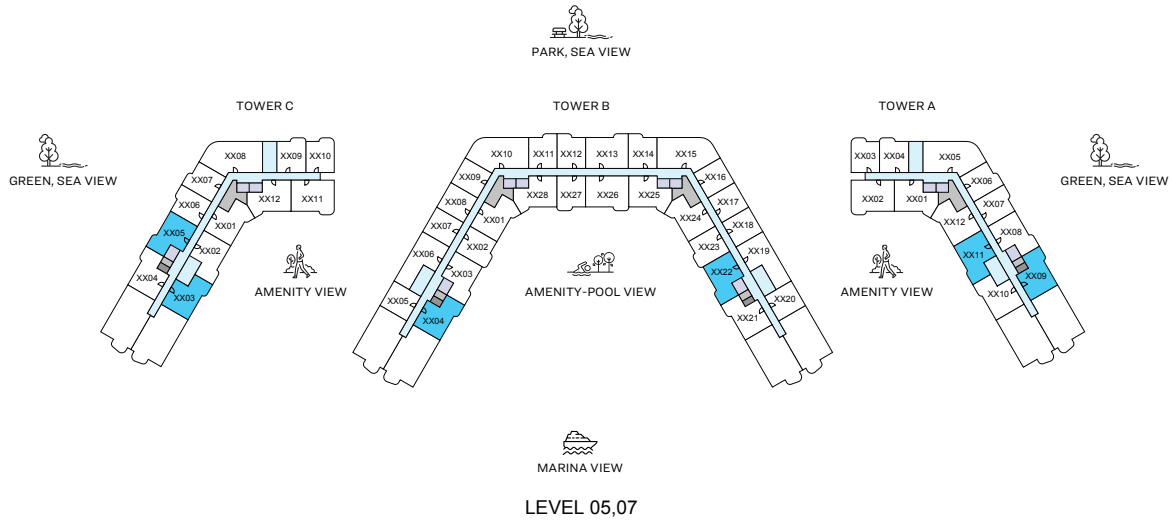 PARK, SEA VIEW
TOWER C
TOWER B
TOWER A
GREEN, SEA VIEW
GREEN, SEA VIEW
XX08
XX09
XX10
XX07
XX06
XX05
XX04
XX03
XX12
XX11
XX01
XX02
AMENITY VIEW
XX10
XX11
XX12
XX13
XX14
XX15
XX09
XX08
XX07
XX06
XX05
XX28
XX27
XX26
XX25
XX01
XX02
XX03
XX04
XX16
XX17
XX18
XX19
XX20
XX24
XX23
XX22
XX21
AMENITY-POOL VIEW
XX03
XX04
XX05
XX02
XX01
XX06
XX07
XX08
XX09
XX12
XX11
XX10
AMENITY VIEW
MARINA VIEW
LEVEL 05,07